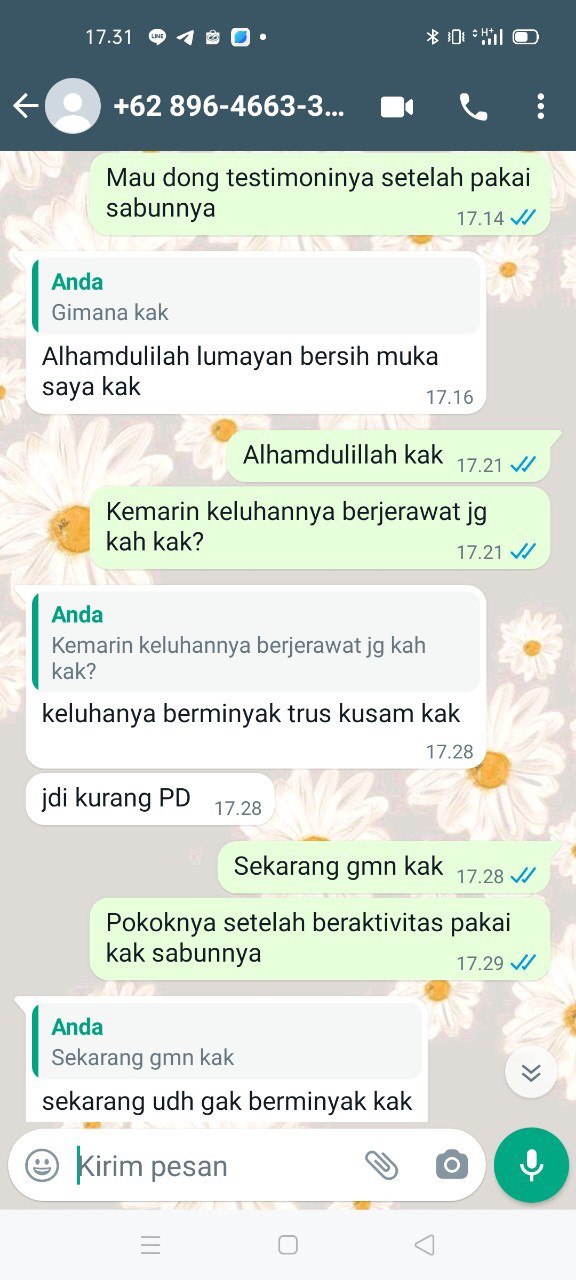 17.31
+62 896-4663-3...
Mau dong testimoninya setelah pakai
sabunnya
17.14
Anda
Gimana kak
Alhamdulilah lumayan bersih muka
saya kak
17.16
Alhamdulillah kak
17.21
Kemarin keluhannya berjerawat jg
kah kak?
17.21
Anda
Kemarin keluhannya berjerawat jg kah
kak?
keluhanya berminyak trus kusam kak
17.28
jdi kurang PD
17.28
Sekarang gmn kak
17.28
Pokoknya setelah beraktivitas pakai
kak sabunnya
17.29
Anda
Sekarang gmn kak
sekarang udh gak berminyak kak
Kirim pesan